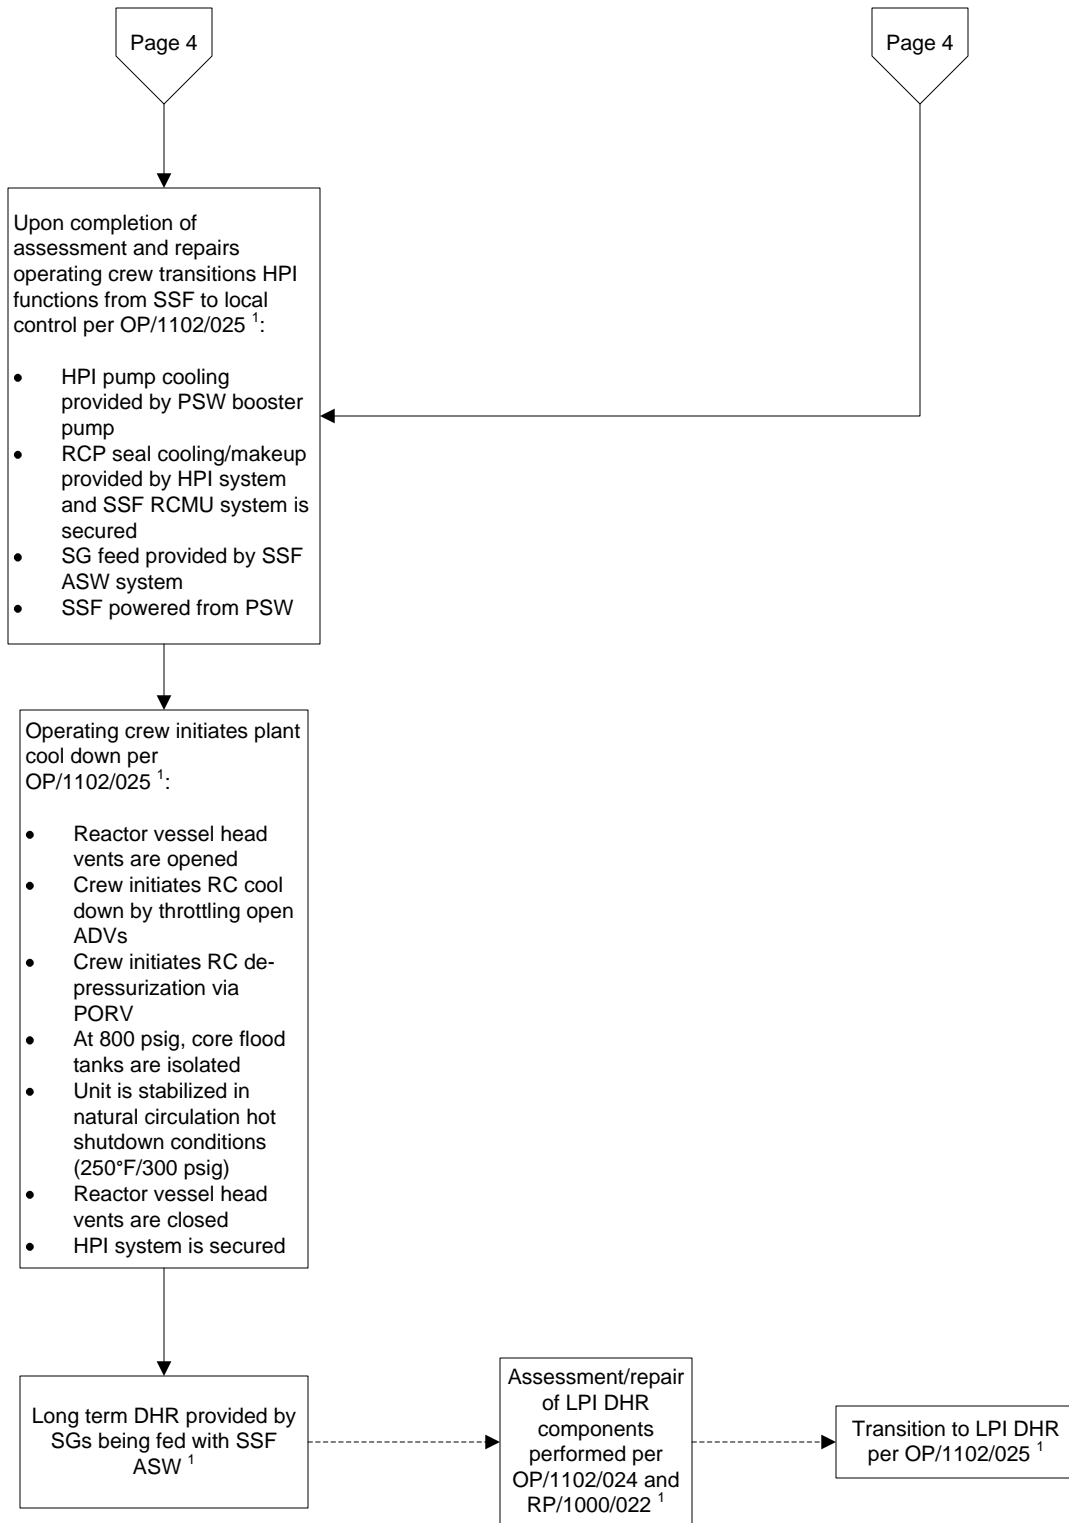 Page 4
Page 4
Upon completion of
assessment and repairs
operating crew transitions HPI
functions from SSF to local
control per OP/1102/025 ¹:
• HPI pump cooling
provided by PSW booster
pump
• RCP seal cooling/makeup
provided by HPI system
and SSF RCMU system is
secured
• SG feed provided by SSF
ASW system
• SSF powered from PSW
Operating crew initiates plant
cool down per
OP/1102/025 ¹:
• Reactor vessel head
vents are opened
• Crew initiates RC cool
down by throttling open
ADVs
• Crew initiates RC de-
pressurization via
PORV
• At 800 psig, core flood
tanks are isolated
• Unit is stabilized in
natural circulation hot
shutdown conditions
(250°F/300 psig)
• Reactor vessel head
vents are closed
• HPI system is secured
Long term DHR provided by
SGs being fed with SSF
ASW ¹
Assessment/repair
of LPI DHR
components
performed per
OP/1102/024 and
RP/1000/022 ¹
Transition to LPI DHR
per OP/1102/025 ¹